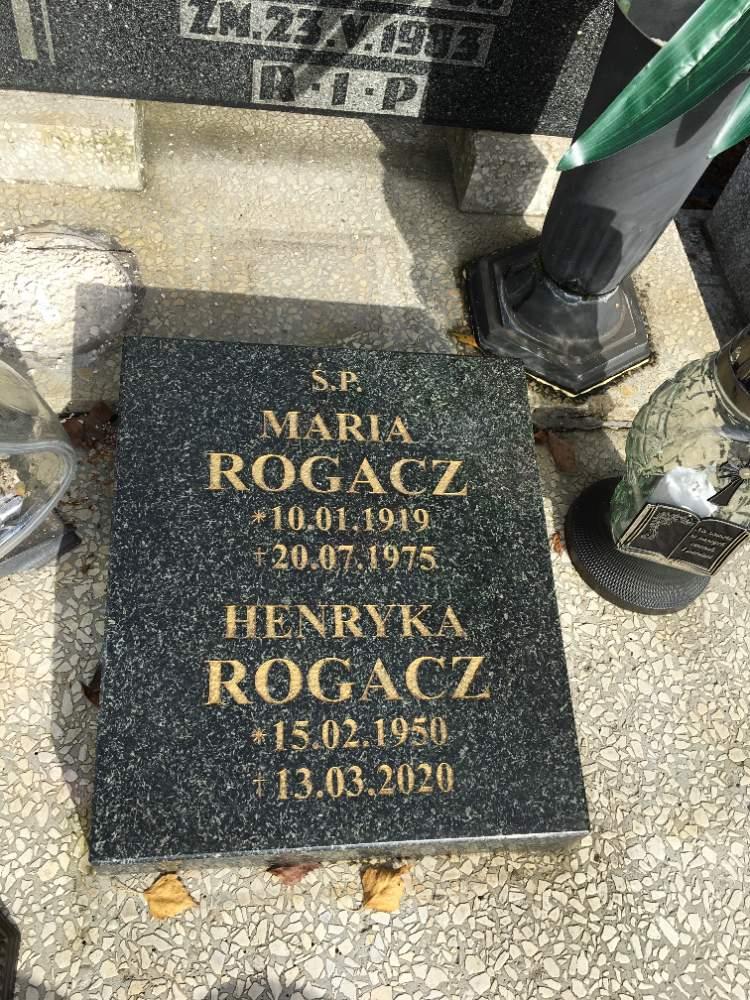 ZM.23.V.1983
R·I·P
Ś.P.
MARIA
ROGACZ
*10.01.1919
†20.07.1975
HENRYKA
ROGACZ
*15.02.1950
†13.03.2020